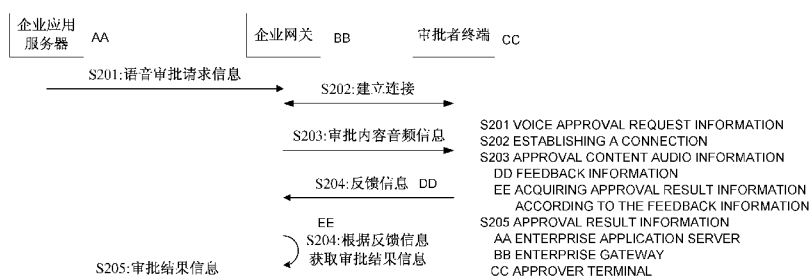 企业应用
服务器 AA
企业网关 BB
审批者终端 CC
S201:语音审批请求信息
S202:建立连接
S203:审批内容音频信息
S204:反馈信息 DD
EE
S204:根据反馈信息
获取审批结果信息
S205:审批结果信息
S201 VOICE APPROVAL REQUEST INFORMATION
S202 ESTABLISHING A CONNECTION
S203 APPROVAL CONTENT AUDIO INFORMATION
DD FEEDBACK INFORMATION
EE ACQUIRING APPROVAL RESULT INFORMATION
ACCORDING TO THE FEEDBACK INFORMATION
S205 APPROVAL RESULT INFORMATION
AA ENTERPRISE APPLICATION SERVER
BB ENTERPRISE GATEWAY
CC APPROVER TERMINAL